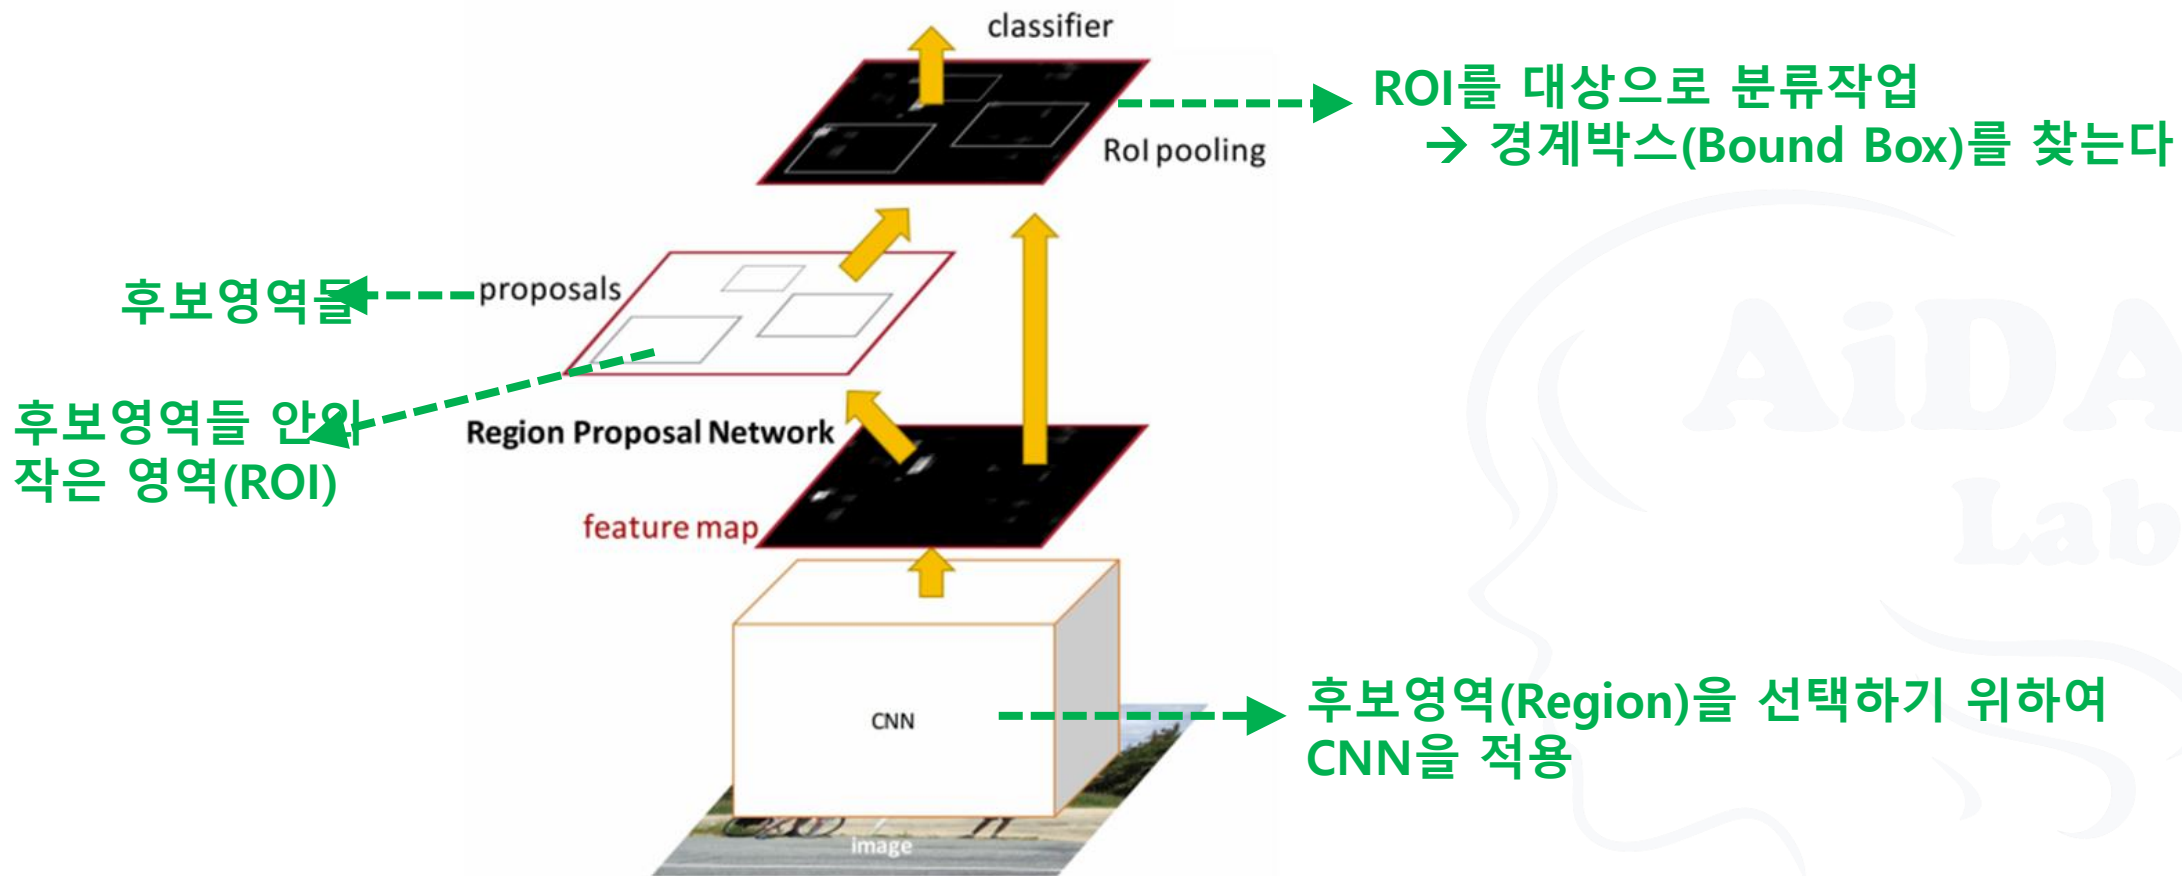 classifier
ROI를 대상으로 분류작업
→ 경계박스(Bound Box)를 찾는다
RoI pooling
후보영역들
proposals
후보영역들 안의
작은 영역(ROI)
Region Proposal Network
feature map
CNN
후보영역(Region)을 선택하기 위하여
CNN을 적용
image
AiDA
Lab